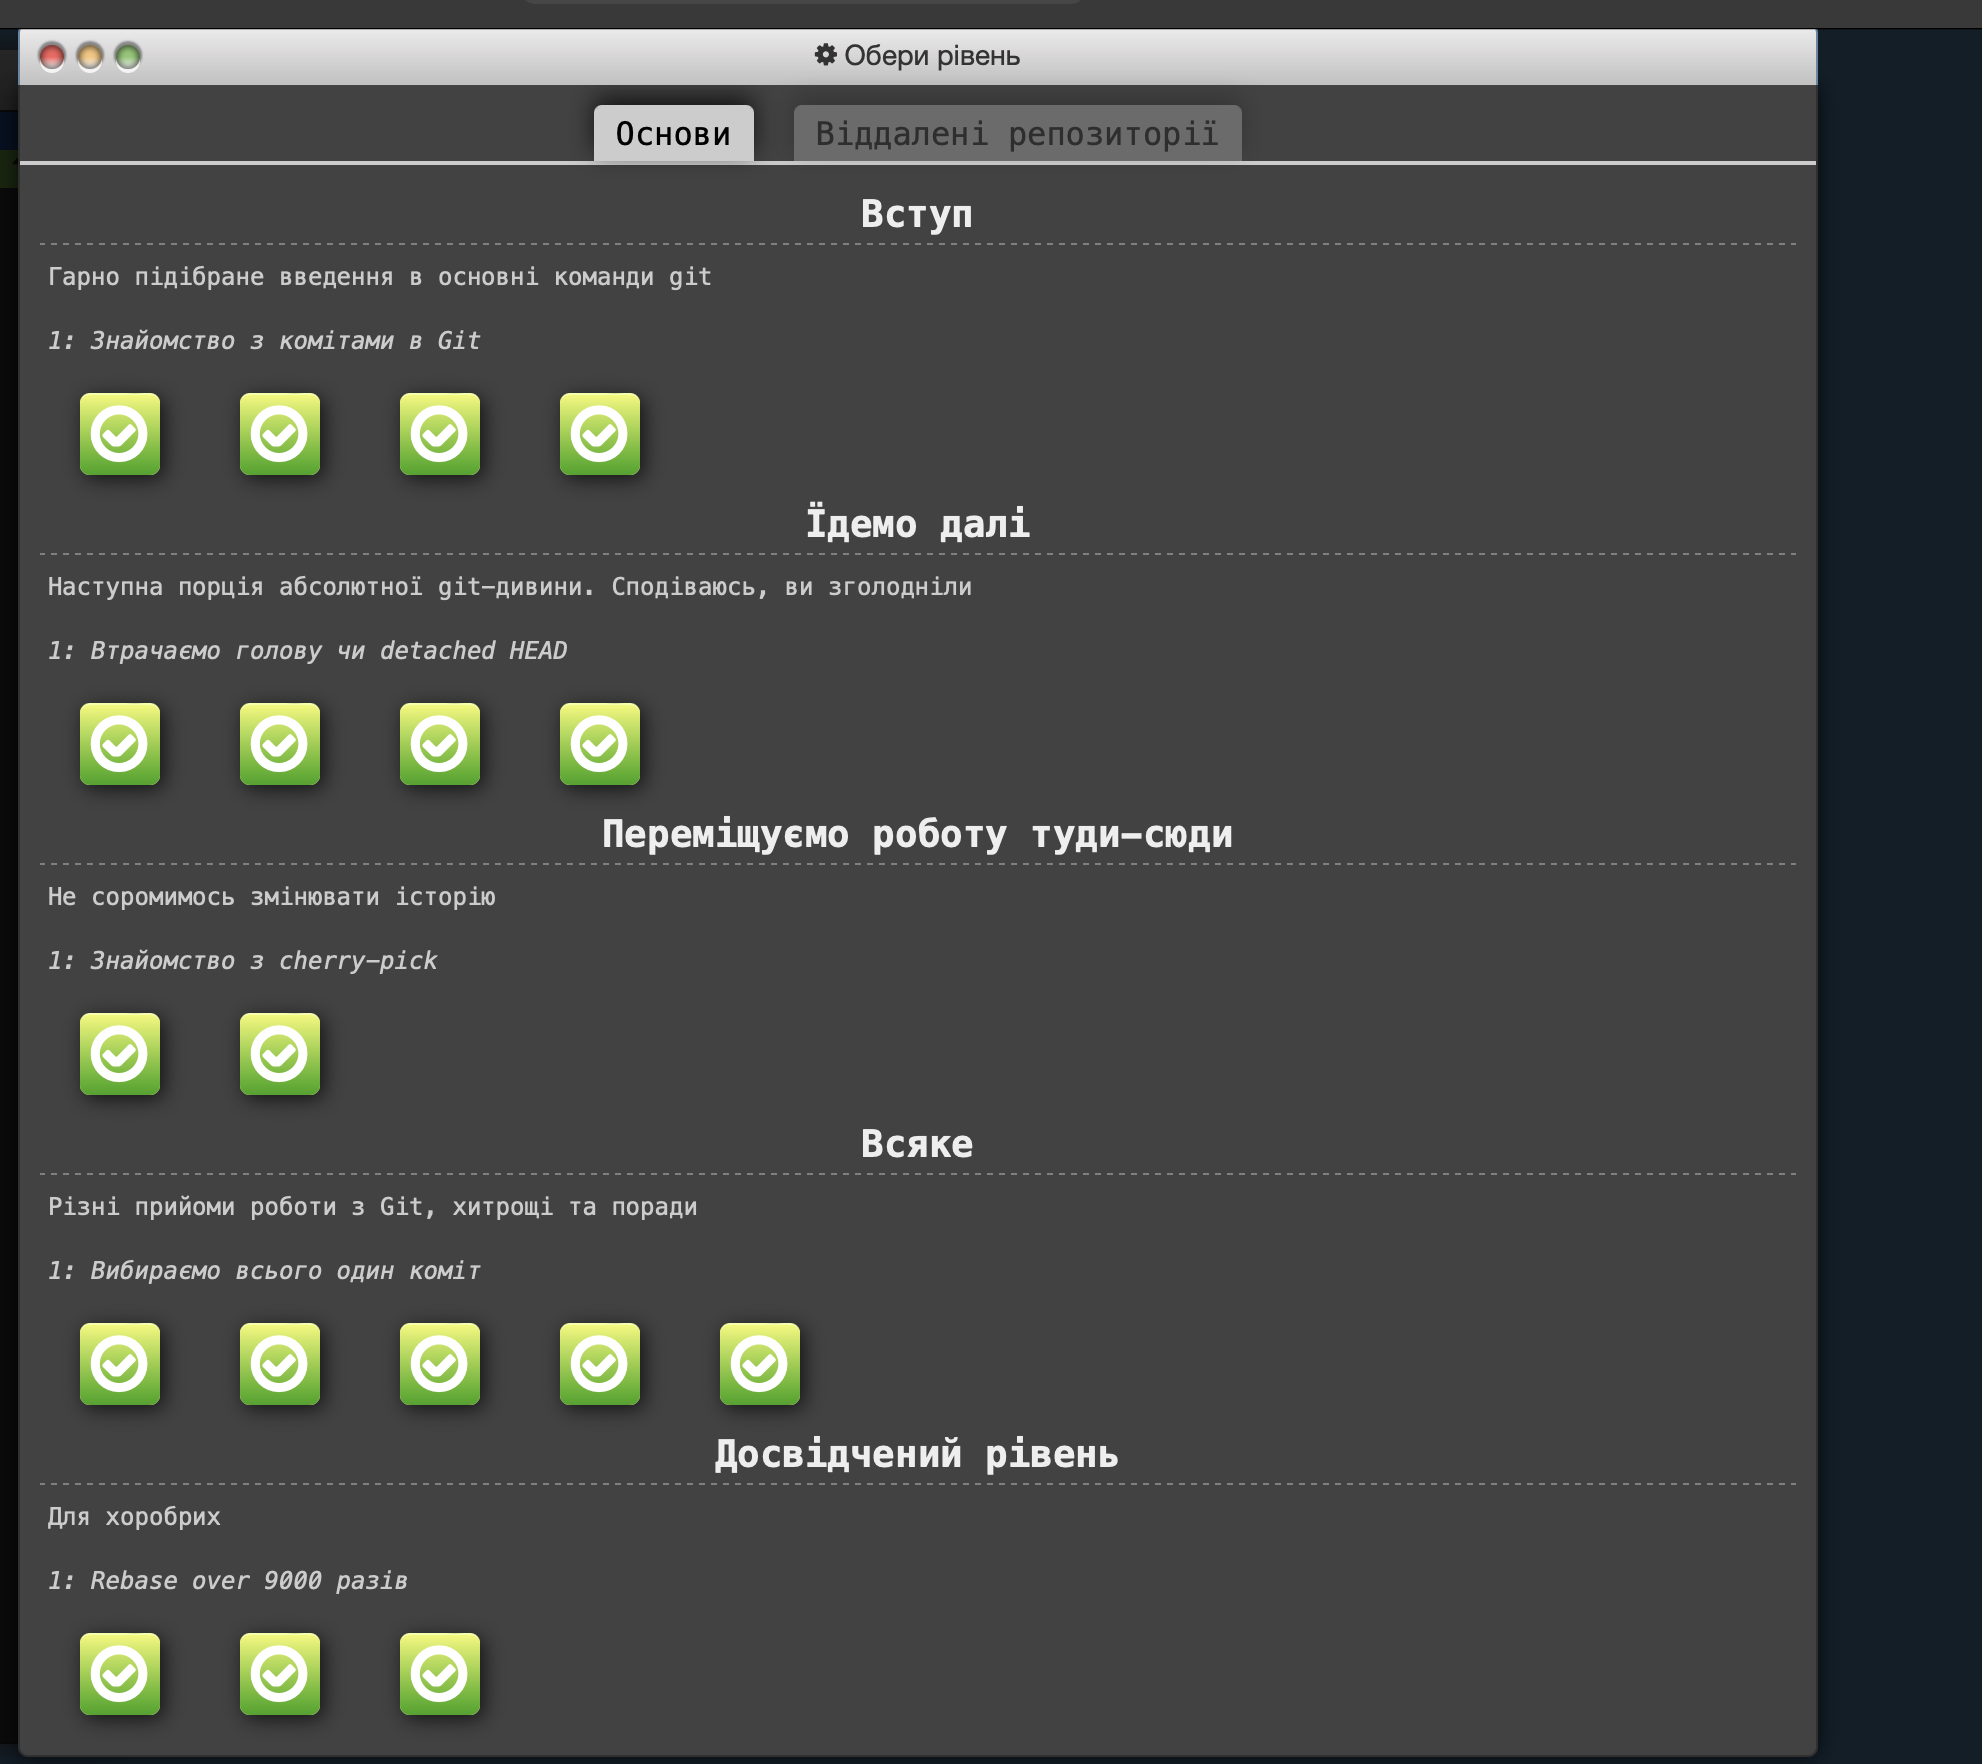 Обери рівень
Основи
Віддалені репозиторії
Вступ
Гарно підібране введення в основні команди git
1: Знайомство з комітами в Git
Їдемо далі
Наступна порція абсолютної git-дивини. Сподіваюсь, ви зголодніли
1: Втрачаємо голову чи detached HEAD
Переміщуємо роботу туди-сюди
Не соромимось змінювати історію
1: Знайомство з cherry-pick
Всяке
Різні прийоми роботи з Git, хитрощі та поради
1: Вибираємо всього один коміт
Досвідчений рівень
Для хоробрих
1: Rebase over 9000 разів